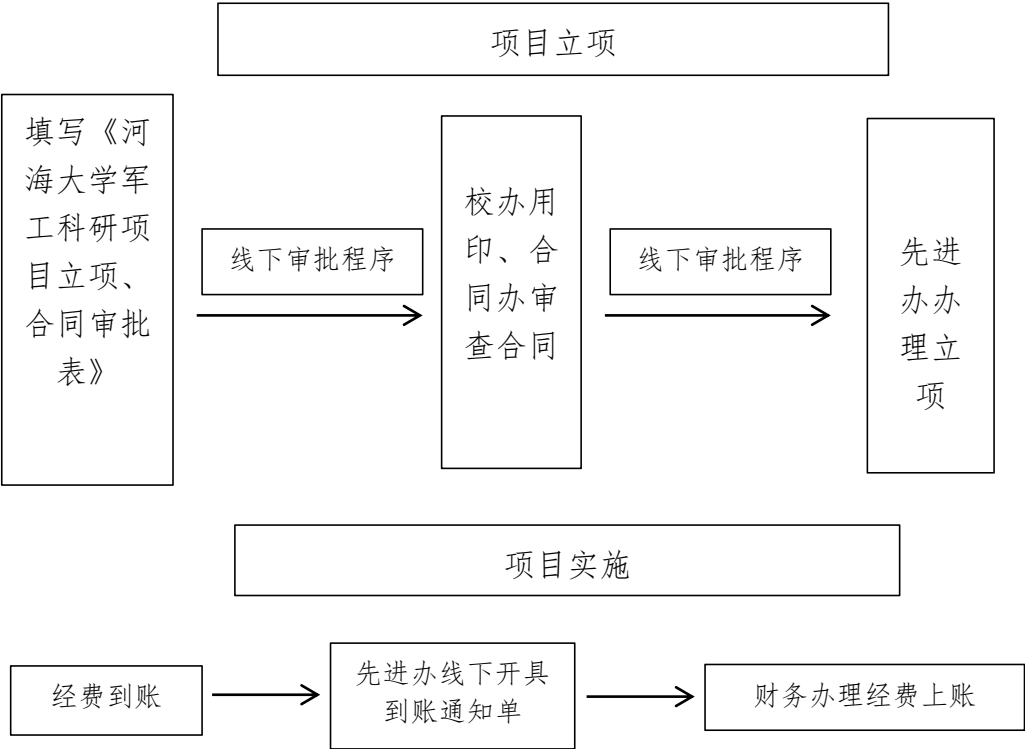 项目立项
填写《河
海大学军
工科研项
目立项、
合同审批
表》
线下审批程序
校办用
印、合
同办审
查合同
线下审批程序
先进
办办
理立
项
项目实施
经费到账
先进办线下开具
到账通知单
财务办理经费上账